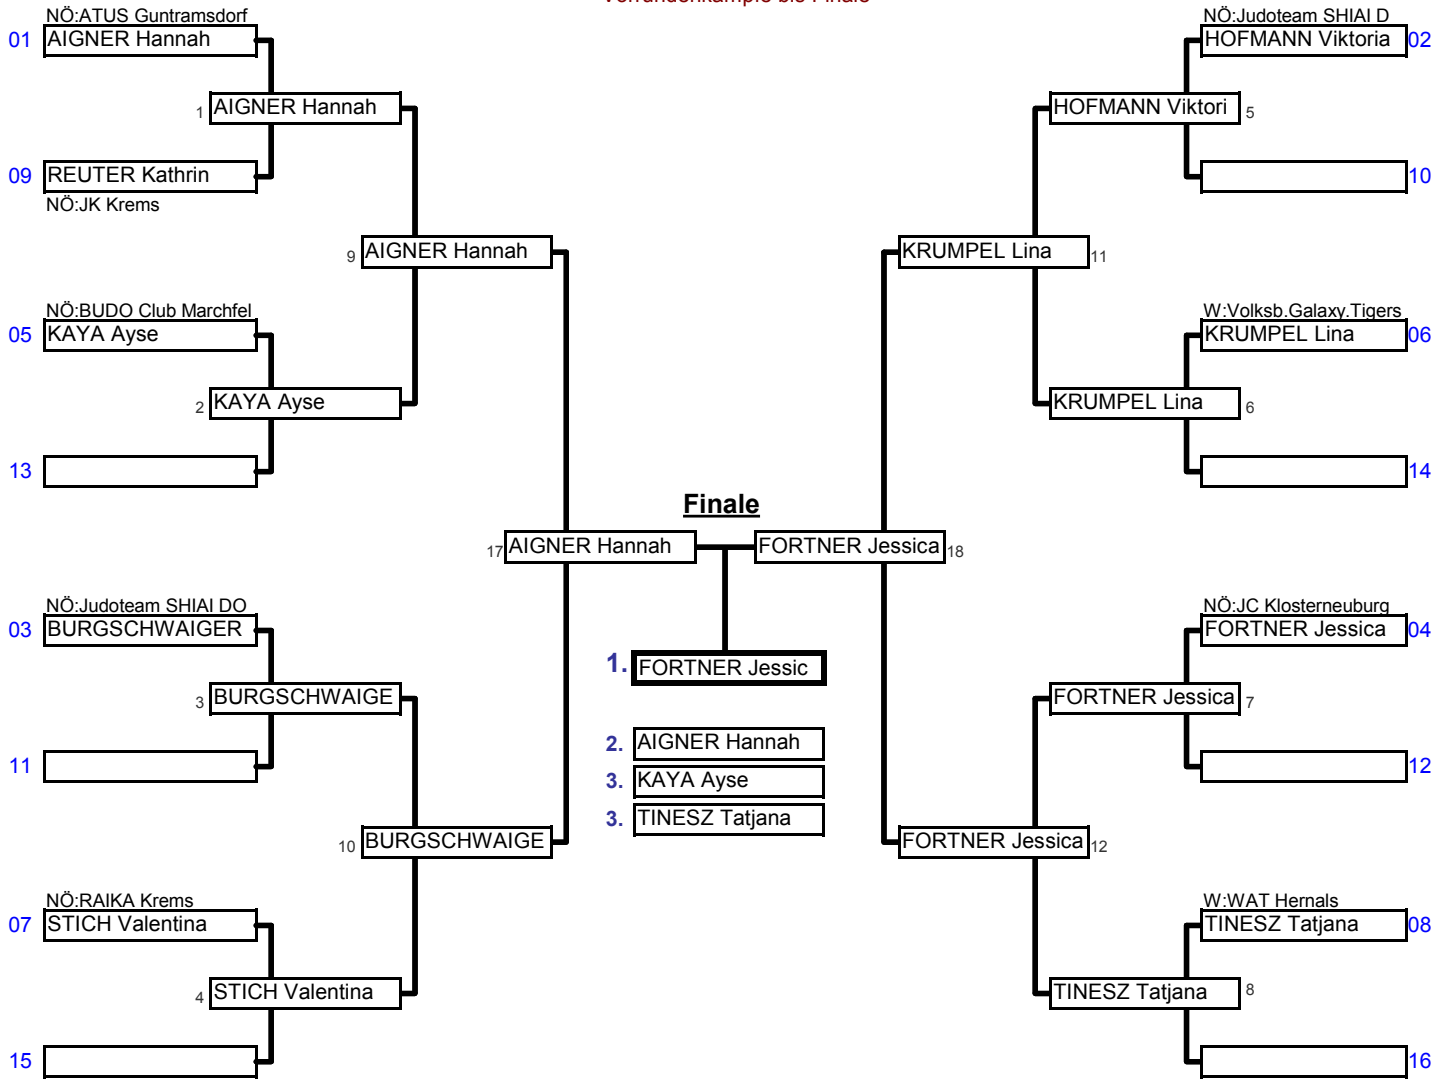 Vorrundenkämpfe bis Finale
NÖ:ATUS Guntramsdorf
01 AIGNER Hannah
1 AIGNER Hannah
09 REUTER Kathrin
NÖ:JK Krems
9 AIGNER Hannah
NÖ:BUDO Club Marchfel
05 KAYA Ayse
2 KAYA Ayse
13
17 AIGNER Hannah
NÖ:Judoteam SHIAI DO
03 BURGSCHWAIGER
3 BURGSCHWAIGE
11
10 BURGSCHWAIGE
NÖ:RAIKA Krems
07 STICH Valentina
4 STICH Valentina
15
Finale
1. FORTNER Jessic
2. AIGNER Hannah
3. KAYA Ayse
3. TINESZ Tatjana
NÖ:Judoteam SHIAI D
HOFMANN Viktoria 02
HOFMANN Viktori 5
10
KRUMPEL Lina 11
W:Volksb.Galaxy.Tigers
KRUMPEL Lina 06
KRUMPEL Lina 6
14
FORTNER Jessica 18
NÖ:JC Klosterneuburg
FORTNER Jessica 04
FORTNER Jessica 7
12
FORTNER Jessica 12
W:WAT Hernals
TINESZ Tatjana 08
TINESZ Tatjana 8
16